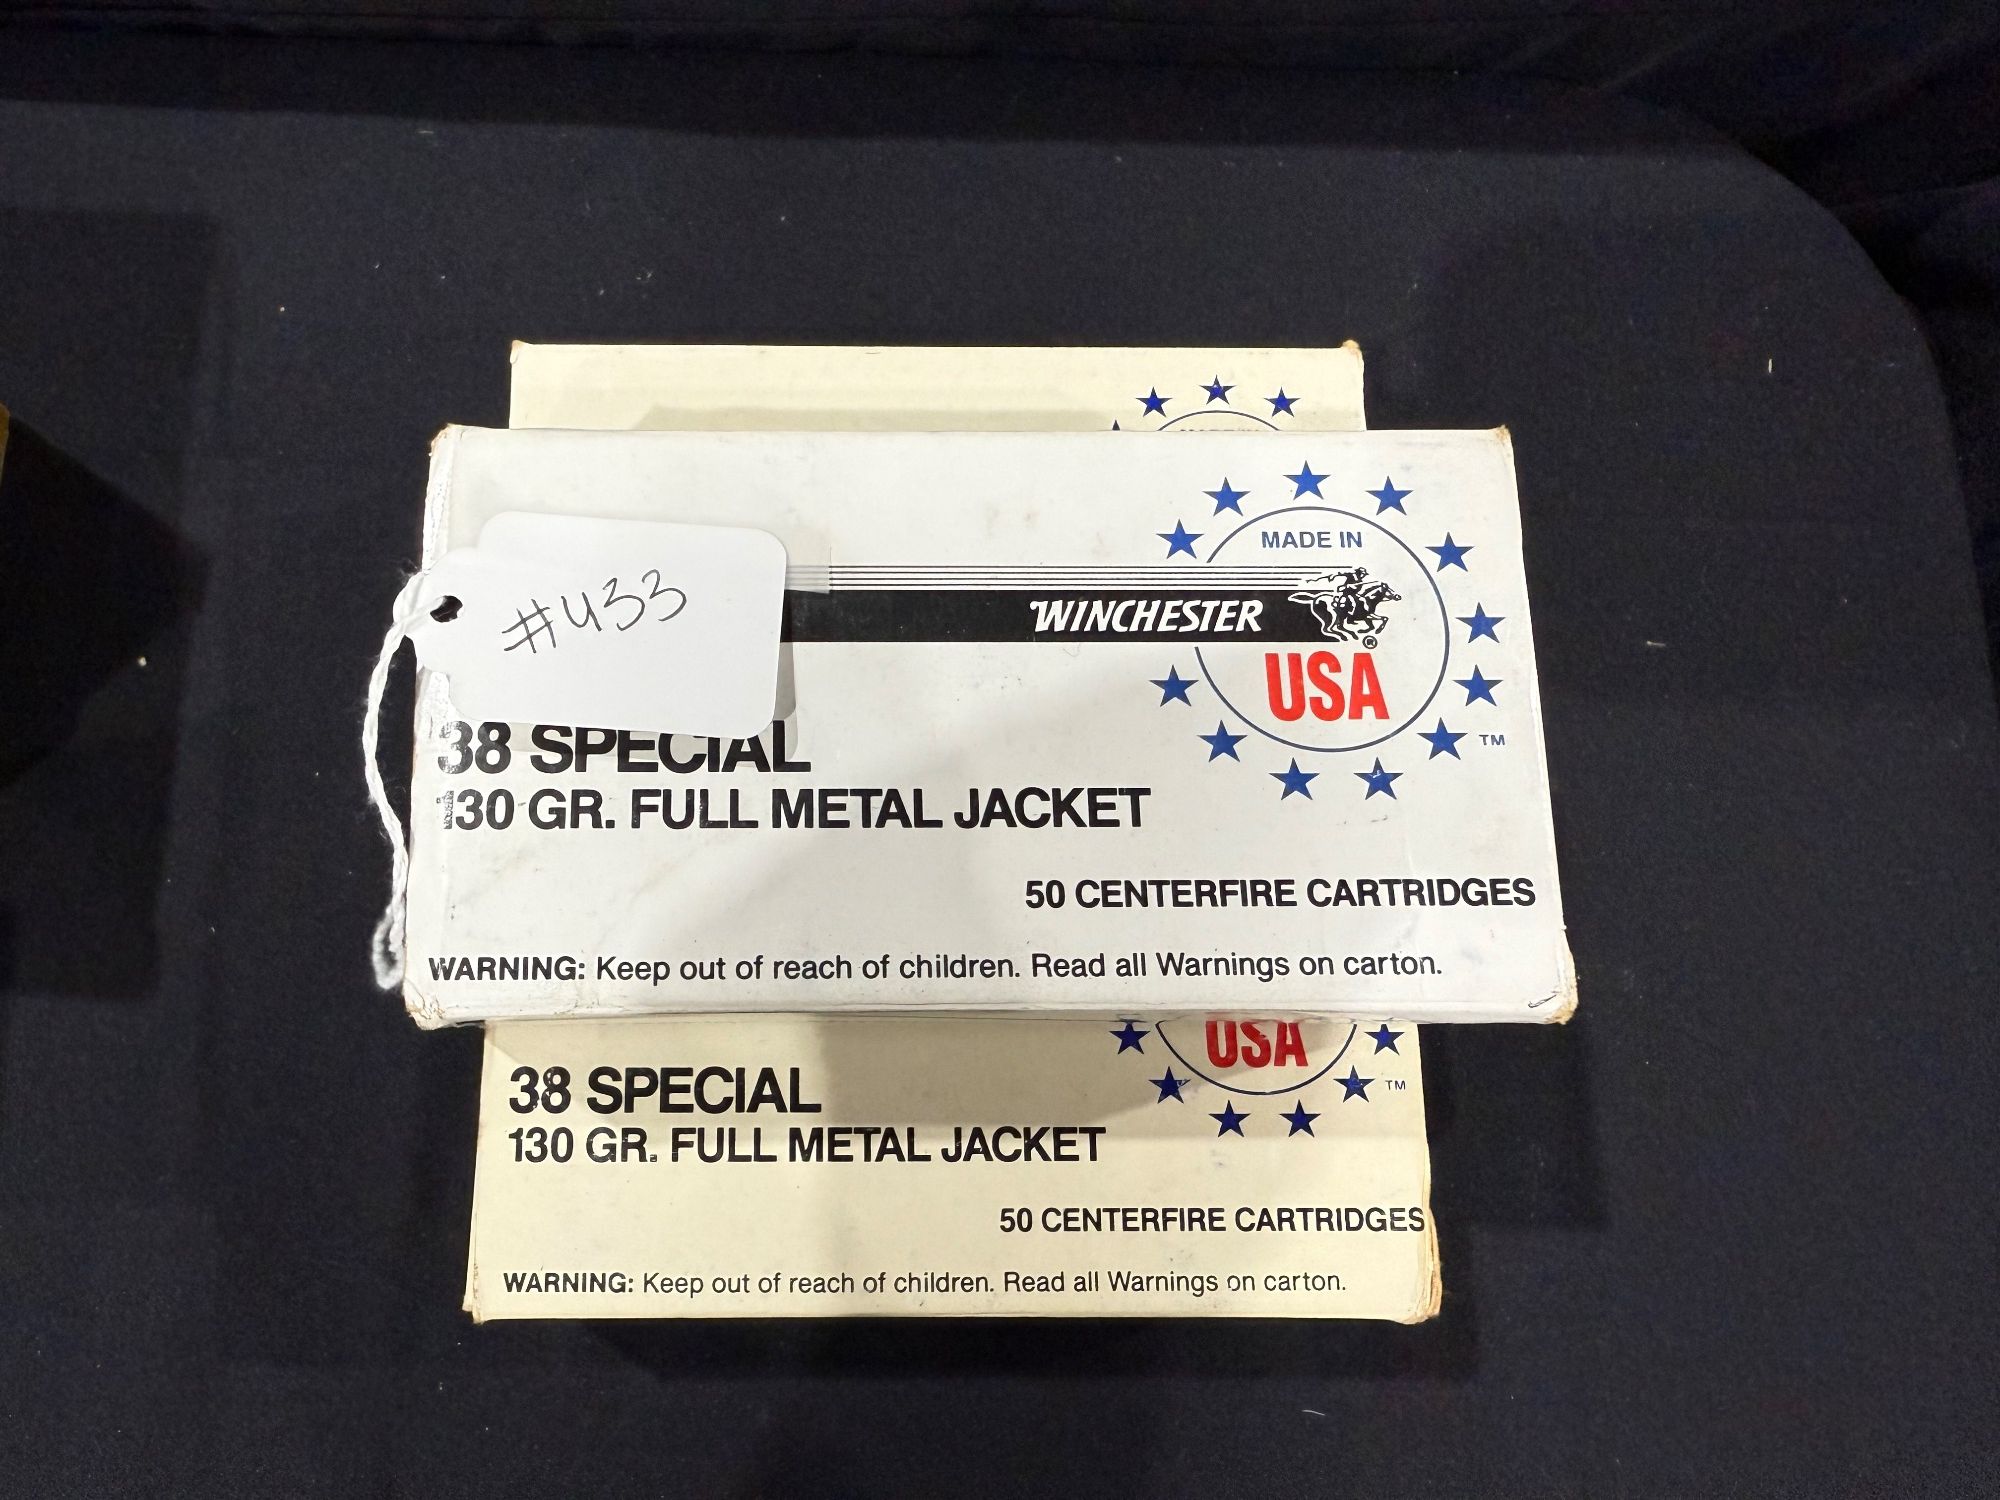 MADE IN
#433
WINCHESTER
®
USA
TM
38 SPECIAL
130 GR. FULL METAL JACKET
50 CENTERFIRE CARTRIDGES
WARNING: Keep out of reach of children. Read all Warnings on carton.
USA
TM
38 SPECIAL
130 GR. FULL METAL JACKET
50 CENTERFIRE CARTRIDGES
WARNING: Keep out of reach of children. Read all Warnings on carton.